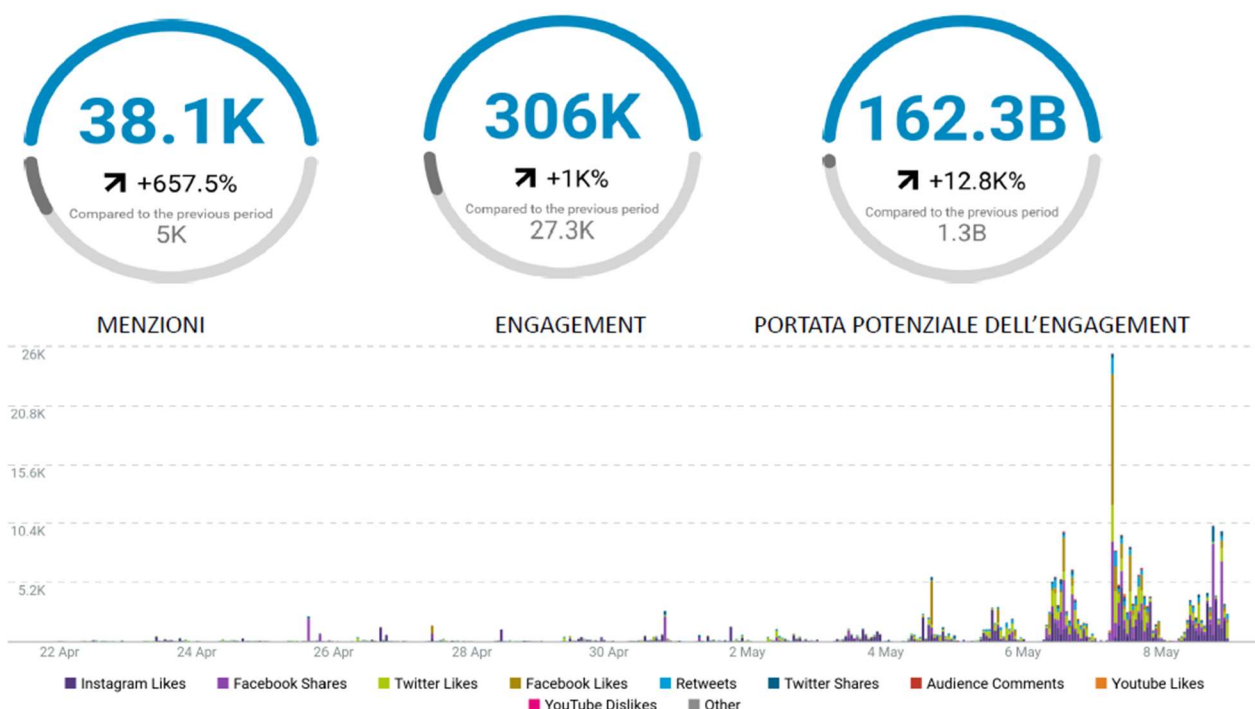 38.1K
306K
162.3B
+657.5%
+1K%
+12.8K%
Compared to the previous period
Compared to the previous period
Compared to the previous period
5K
27.3K
1.3B
MENZIONI
ENGAGEMENT
PORTATA POTENZIALE DELL’ENGAGEMENT
26K
20.8K
15.6K
10.4K
5.2K
22 Apr 24 Apr 26 Apr 28 Apr 30 Apr 2 May 4 May 6 May 8 May
Instagram Likes Facebook Shares Twitter Likes Facebook Likes Retweets Twitter Shares Audience Comments Youtube Likes
YouTube Dislikes Other